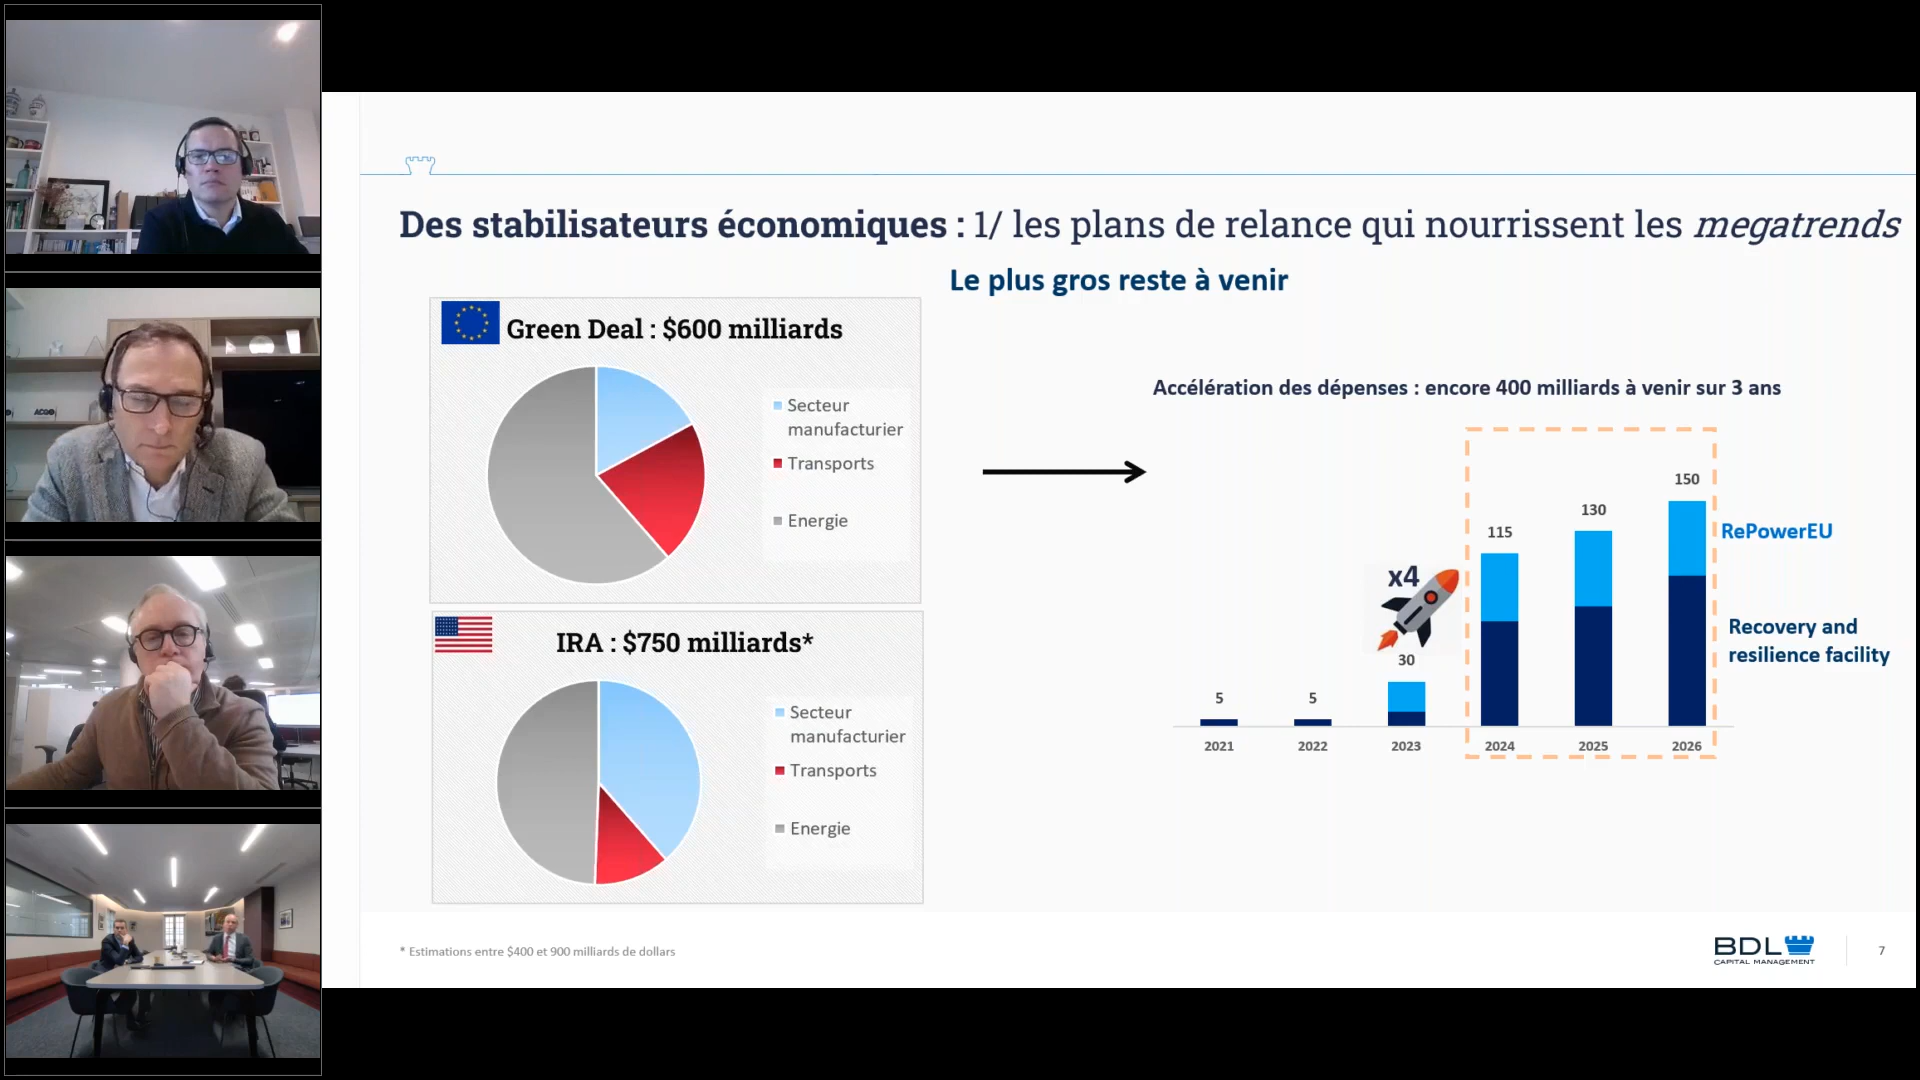 Des stabilisateurs économiques : 1/ les plans de relance qui nourrissent les megatrends
Le plus gros reste à venir
Green Deal : $600 milliards
Secteur
manufacturier
Transports
Energie
IRA : $750 milliards*
Secteur
manufacturier
Transports
Energie
Accélération des dépenses : encore 400 milliards à venir sur 3 ans
x4
5
5
30
115
130
150
2021
2022
2023
2024
2025
2026
RePowerEU
Recovery and
resilience facility
* Estimations entre $400 et 900 milliards de dollars
BDL
CAPITAL MANAGEMENT
7